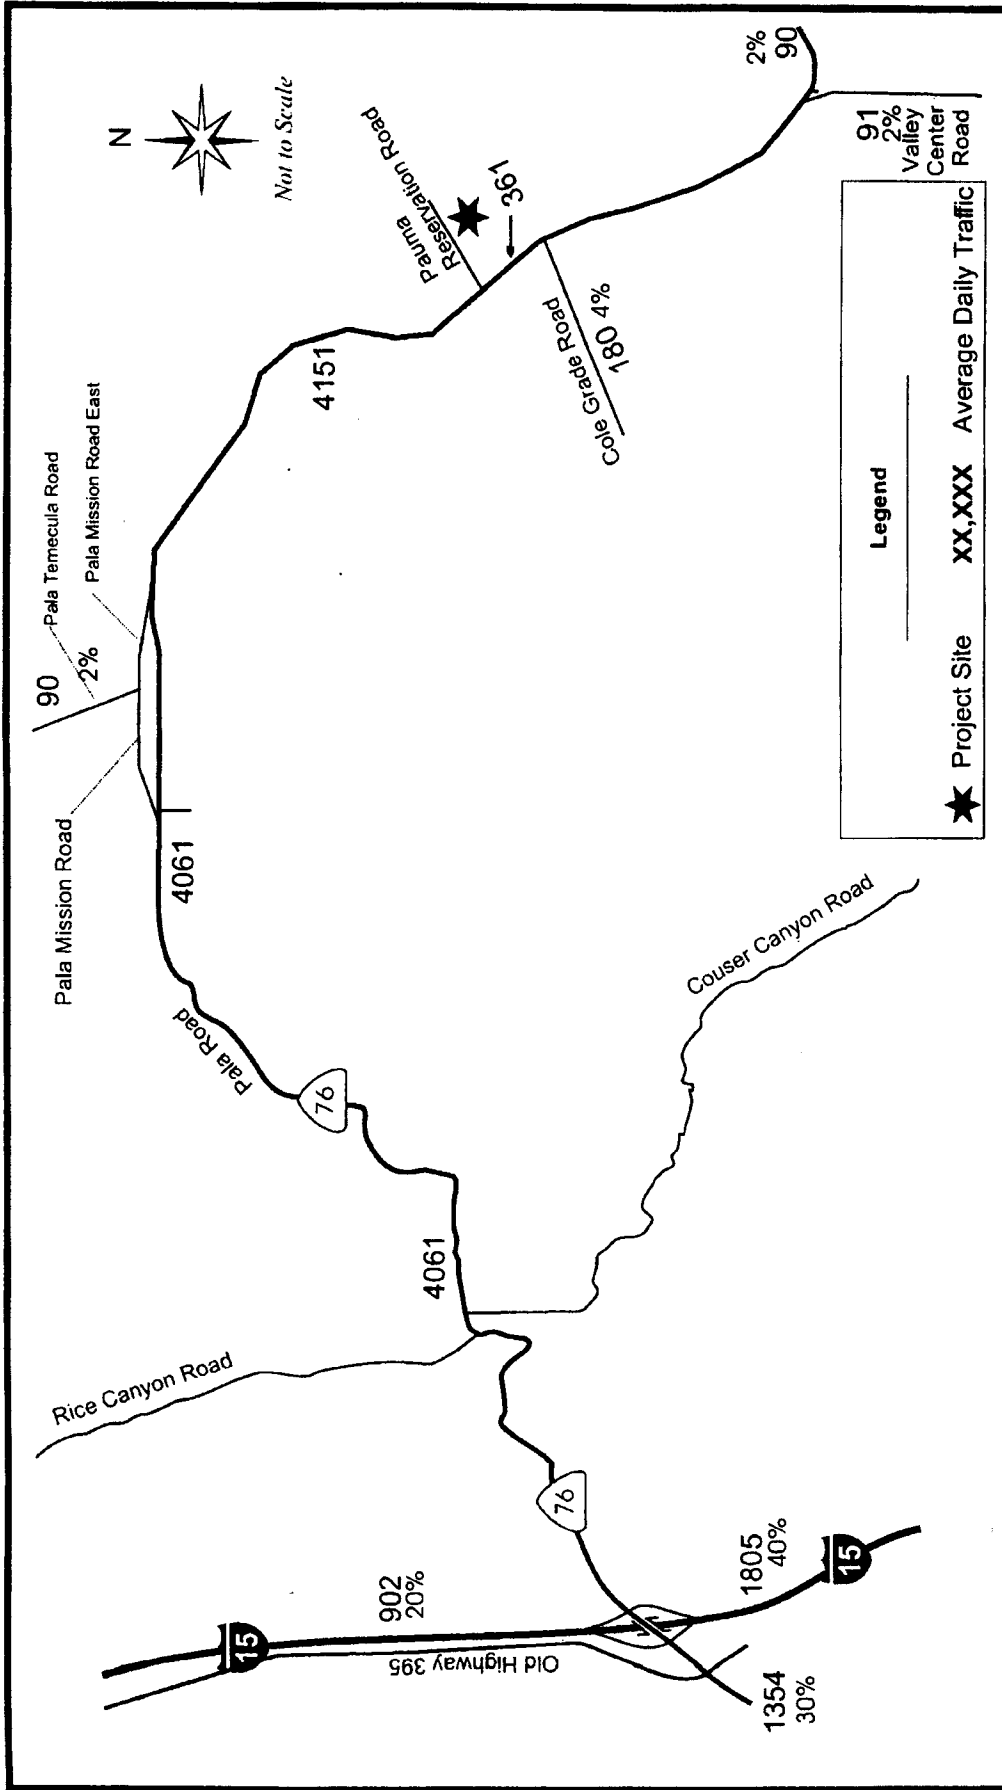 N
Not to Scale
Pala Temecula Road
90
2%
Pala Mission Road East
Pala Mission Road
4061
4151
Pauma
Reservation Road
361
Cole Grade Road
180 4%
2%
90
91
2%
Valley
Center
Road
Pala Road
76
4061
Rice Canyon Road
Couser Canyon Road
76
15
902
20%
Old Highway 395
1805
40%
15
1354
30%
Legend
Project Site
XX,XXX Average Daily Traffic